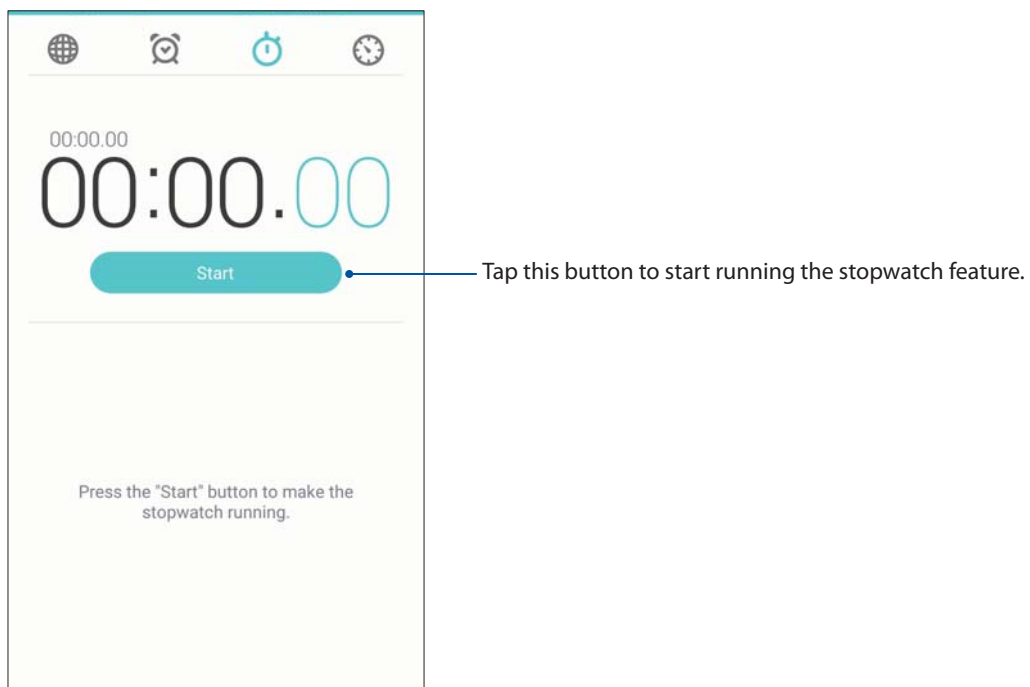 00:00.00
00:00.00
Start
Tap this button to start running the stopwatch feature.
Press the "Start" button to make the
stopwatch running.